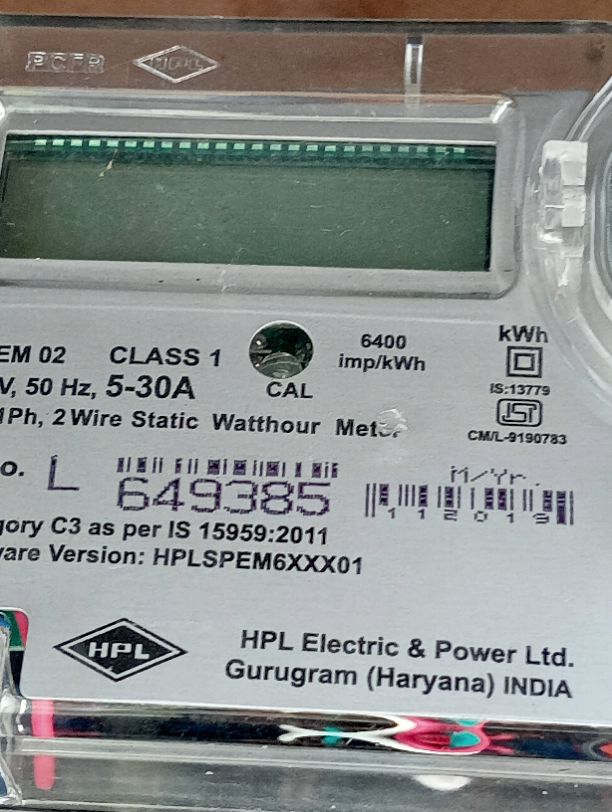 EM 02 CLASS 1
6400
imp/kWh
kWh
V, 50 Hz, 5-30A
CAL
IS:13779
1Ph, 2 Wire Static Watthour Meter
CM/L-9190783
o. L 649385
M/Yr.
112019
gory C3 as per IS 15959:2011
ware Version: HPLSPEM6XXX01
HPL
HPL Electric & Power Ltd.
Gurugram (Haryana) INDIA